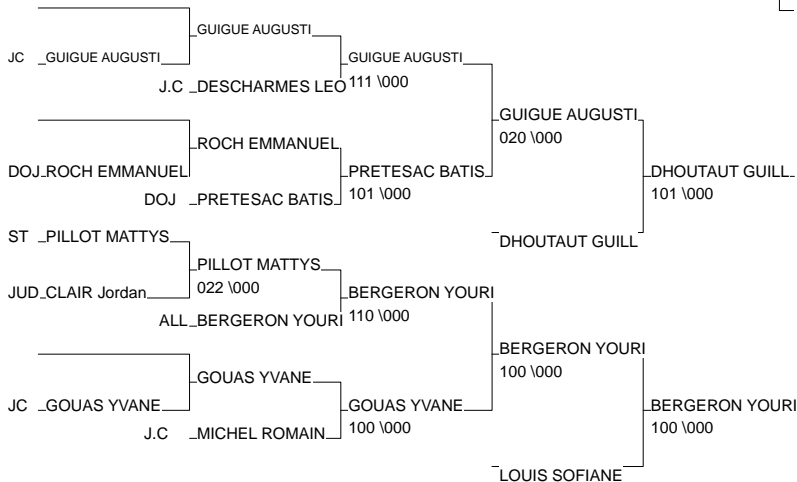 GUIGUE AUGUSTI
JC GUIGUE AUGUSTI GUIGUE AUGUSTI
J.C DESCHARMES LEO 111 \000
GUIGUE AUGUSTI
020 \000
ROCH EMMANUEL
DOJ ROCH EMMANUEL PRETESAC BATIS DHOUTAUT GUILL
DOJ PRETESAC BATIS 101 \000 101 \000
ST PILLOT MATTYS DHOUTAUT GUILL
PILLOT MATTYS
022 \000
JUD CLAIR Jordan BERGERON YOURI
ALL BERGERON YOURI 110 \000
BERGERON YOURI
100 \000
GOUAS YVANE
JC GOUAS YVANE GOUAS YVANE BERGERON YOURI
J.C MICHEL ROMAIN 100 \000 100 \000
LOUIS SOFIANE